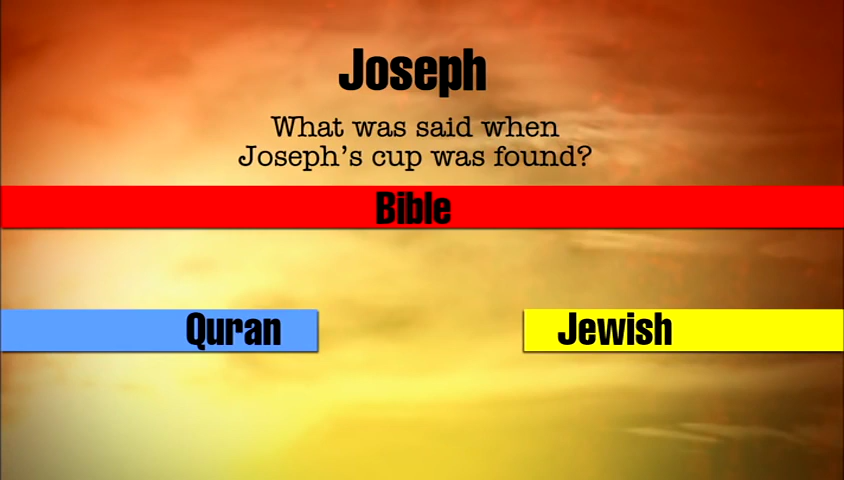 Joseph
What was said when
Joseph's cup was found?
Bible
Quran
Jewish